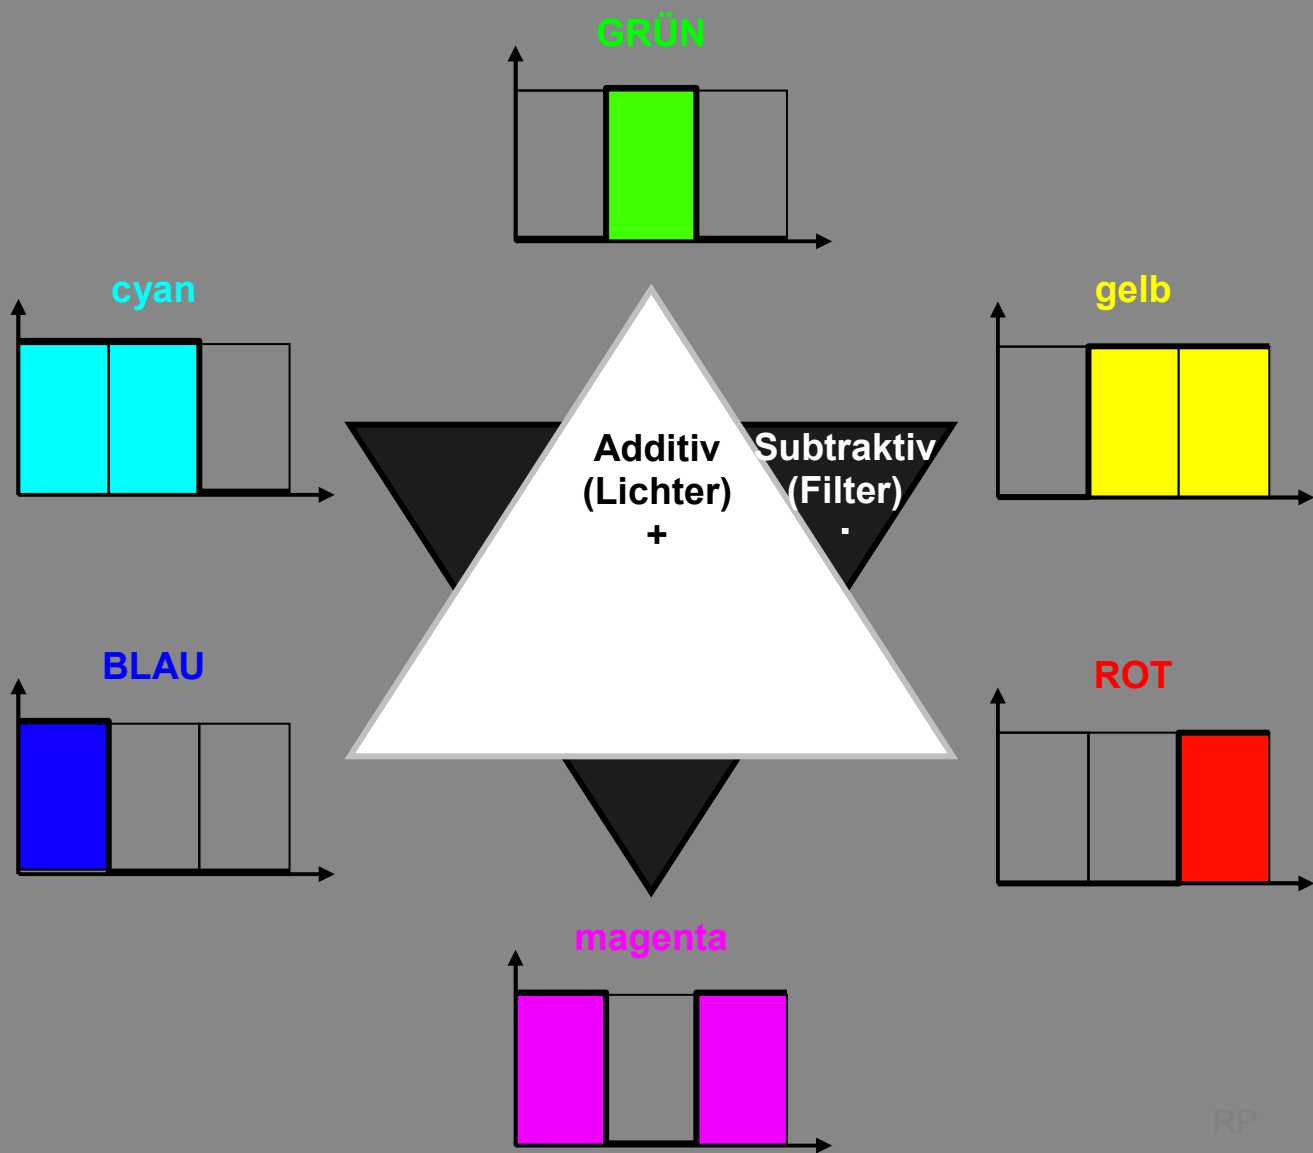 GRÜN
cyan
gelb
Additiv
(Lichter)
+
Subtraktiv
(Filter)
·
BLAU
ROT
magenta
RP